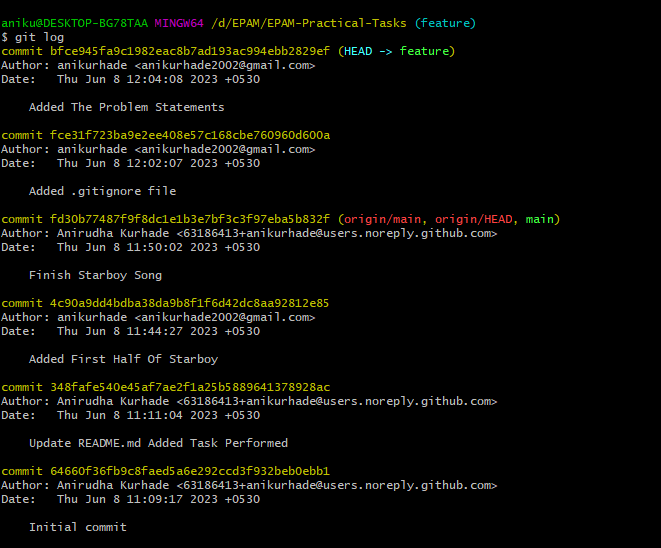 aniku@DESKTOP-BG78TAA MINGW64 /d/EPAM/EPAM-Practical-Tasks (feature)
$ git log
commit bfce945fa9c1982eac8b7ad193ac994ebb2829ef (HEAD -> feature)
Author: anikurhade <anikurhade2002@gmail.com>
Date:   Thu Jun 8 12:04:08 2023 +0530
    Added The Problem Statements
commit fce31f723ba9e2ee408e57c168cbe760960d600a
Author: anikurhade <anikurhade2002@gmail.com>
Date:   Thu Jun 8 12:02:07 2023 +0530
    Added .gitignore file
commit fd30b77487f9f8dc1e1b3e7bf3c3f97eba5b832f (origin/main, origin/HEAD, main)
Author: Anirudha Kurhade <63186413+anikurhade@users.noreply.github.com>
Date:   Thu Jun 8 11:50:02 2023 +0530
    Finish Starboy Song
commit 4c90a9dd4bdba38da9b8f1f6d42dc8aa92812e85
Author: anikurhade <anikurhade2002@gmail.com>
Date:   Thu Jun 8 11:44:27 2023 +0530
    Added First Half Of Starboy
commit 348fafe540e45af7ae2f1a25b5889641378928ac
Author: Anirudha Kurhade <63186413+anikurhade@users.noreply.github.com>
Date:   Thu Jun 8 11:11:04 2023 +0530
    Update README.md Added Task Performed
commit 64660f36fb9c8faed5a6e292ccd3f932beb0ebb1
Author: Anirudha Kurhade <63186413+anikurhade@users.noreply.github.com>
Date:   Thu Jun 8 11:09:17 2023 +0530
    Initial commit